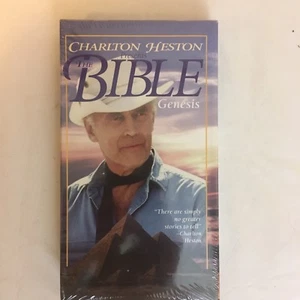 CHARLTON HESTON
The
BIBLE
Genesis
"There are simply
no greater
stories to tell"
-Charlton
Heston